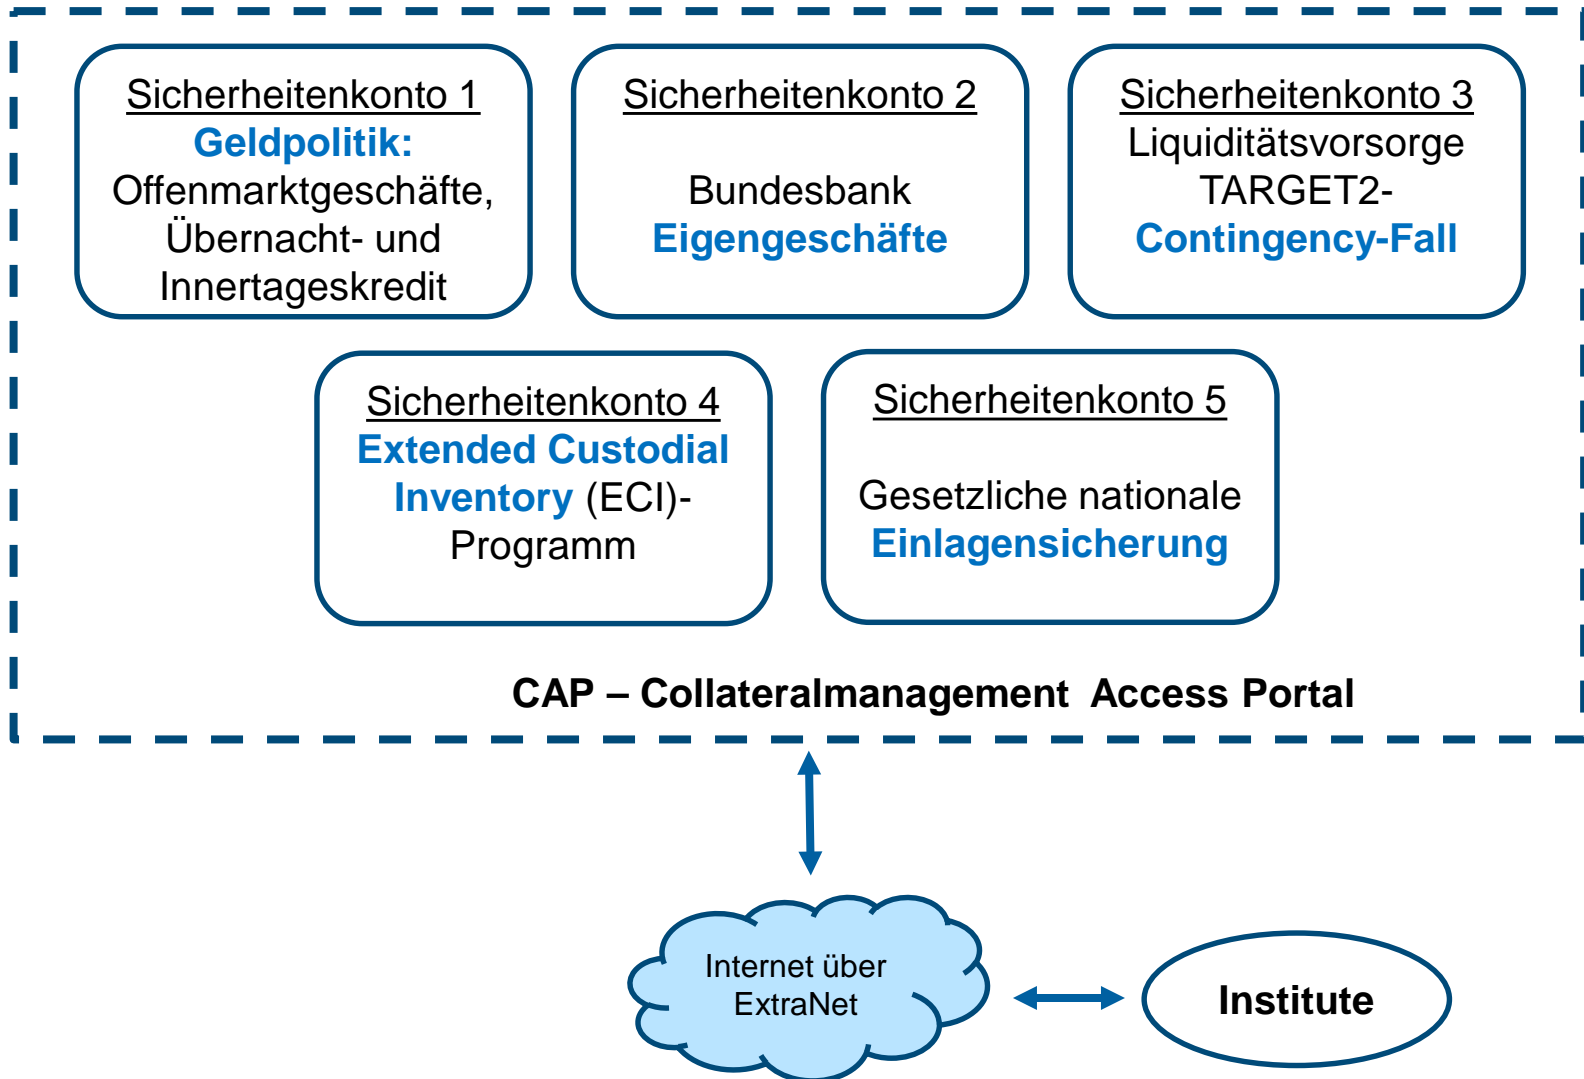 Sicherheitenkonto 1
Geldpolitik:
Offenmarktgeschäfte,
Übernacht- und
Innertageskredit
Sicherheitenkonto 2
Bundesbank
Eigengeschäfte
Sicherheitenkonto 3
Liquiditätsvorsorge
TARGET2-
Contingency-Fall
Sicherheitenkonto 4
Extended Custodial
Inventory (ECI)-
Programm
Sicherheitenkonto 5
Gesetzliche nationale
Einlagensicherung
CAP – Collateralmanagement Access Portal
Internet über
ExtraNet
Institute